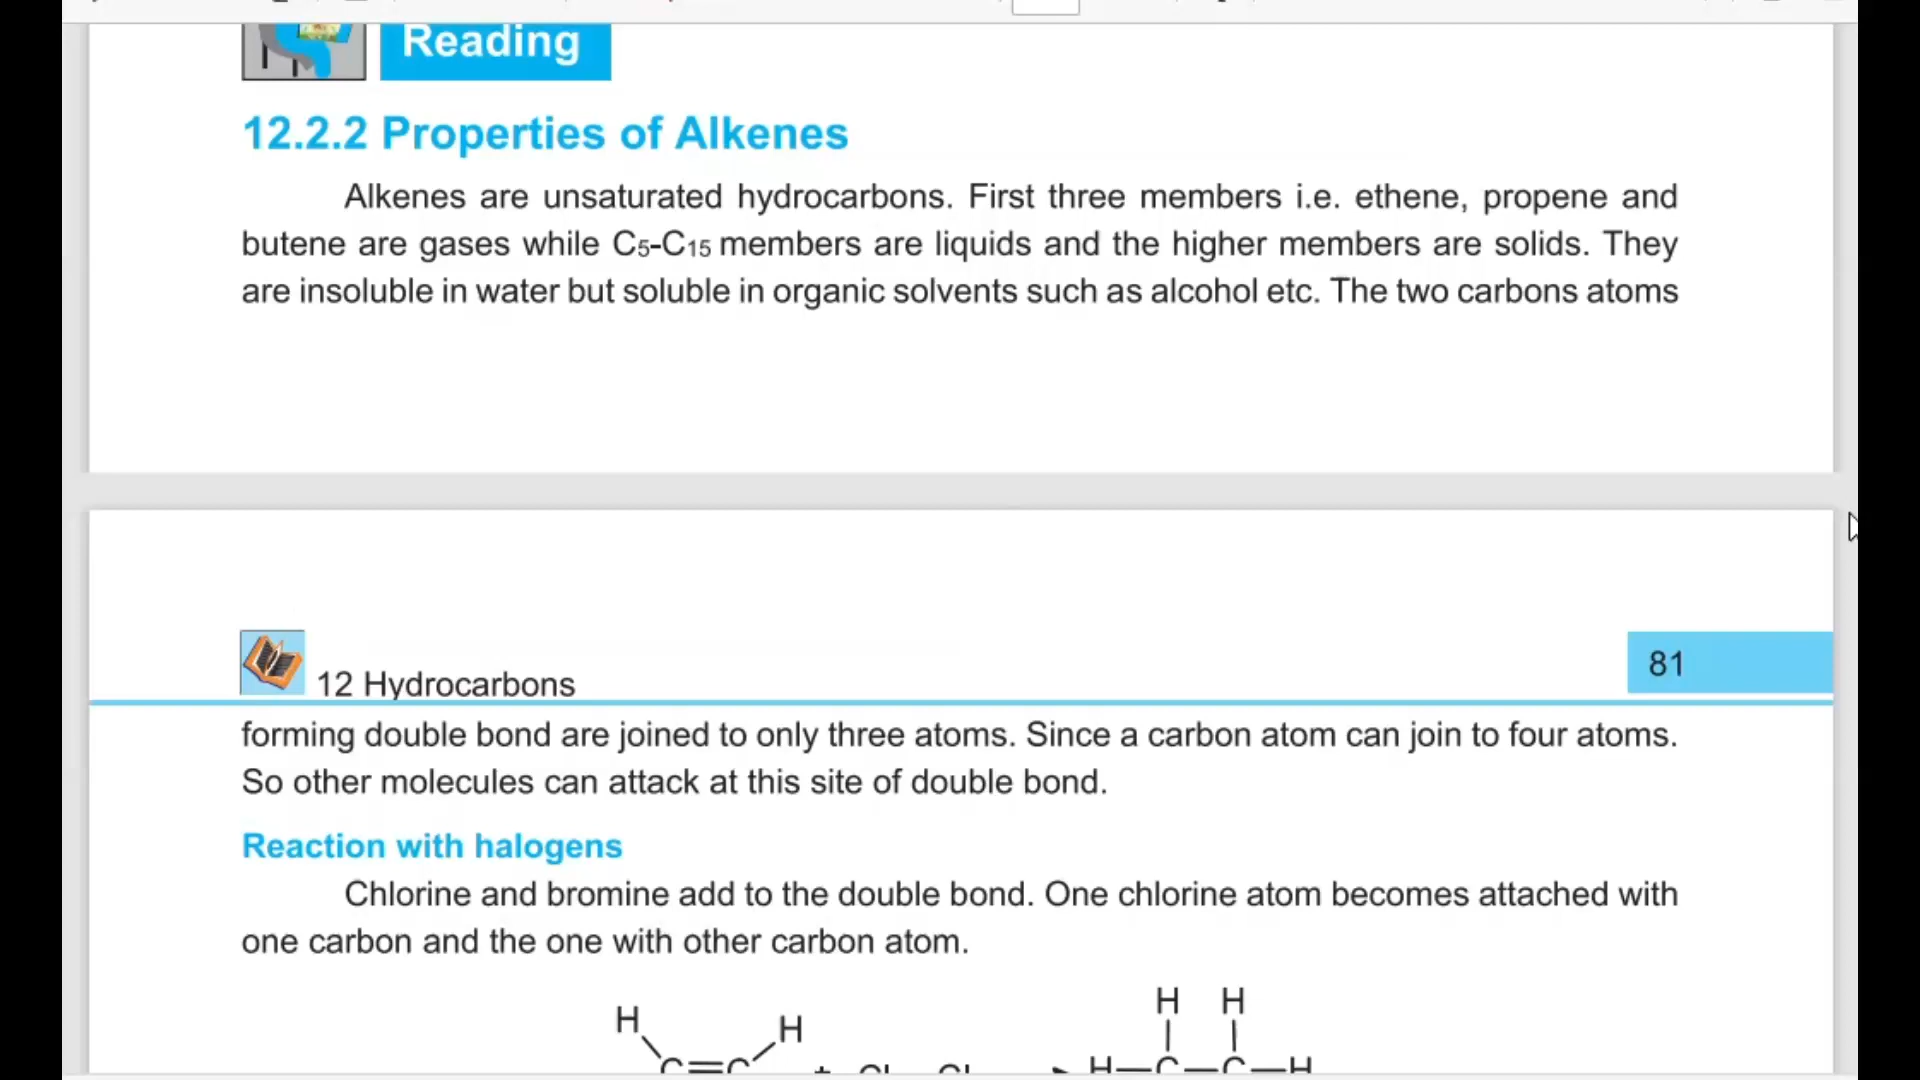 Reading
12.2.2 Properties of Alkenes
Alkenes are unsaturated hydrocarbons. First three members i.e. ethene, propene and
butene are gases while C5-C15 members are liquids and the higher members are solids. They
are insoluble in water but soluble in organic solvents such as alcohol etc. The two carbons atoms
12 Hydrocarbons
81
forming double bond are joined to only three atoms. Since a carbon atom can join to four atoms.
So other molecules can attack at this site of double bond.
Reaction with halogens
Chlorine and bromine add to the double bond. One chlorine atom becomes attached with
one carbon and the one with other carbon atom.
H H
H H
C=C + Cl Cl H—C—C—H